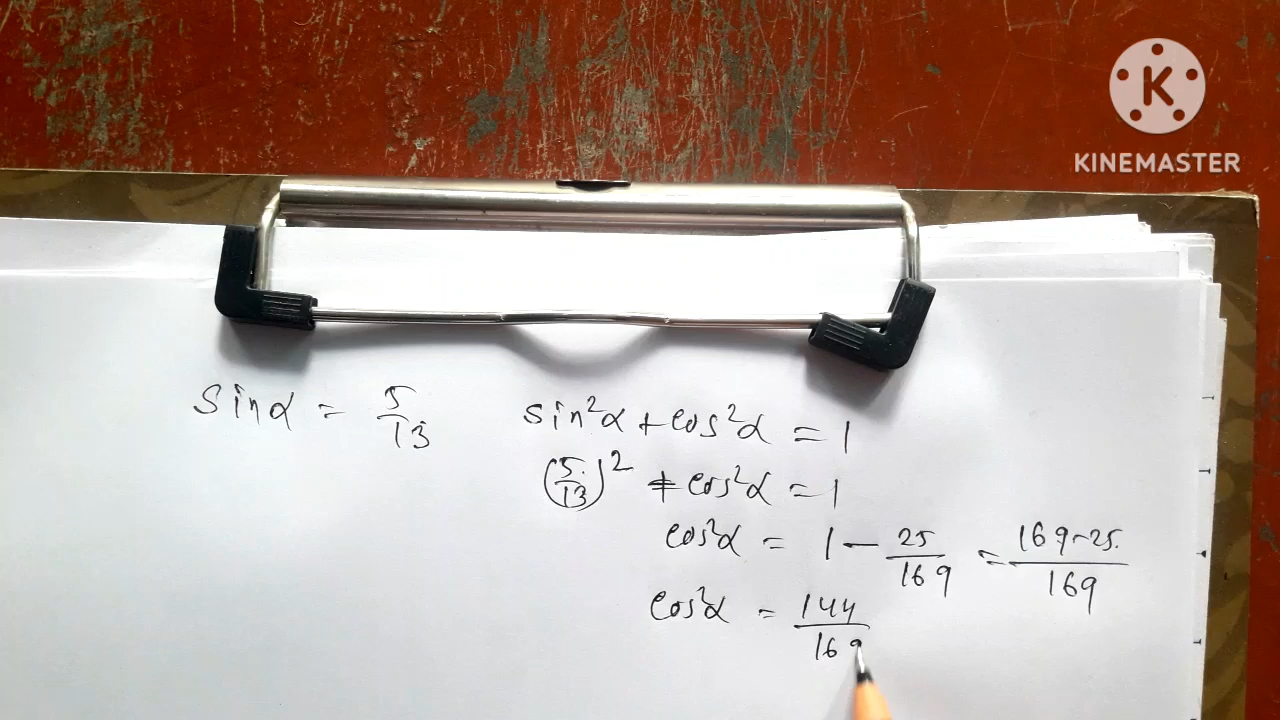 KINEMASTER
sinα = 5/13
sin²α + cos²α = 1
(5/13)² + cos²α = 1
cos²α = 1 - 25/169 = 169-25/169
cos²α = 144/169